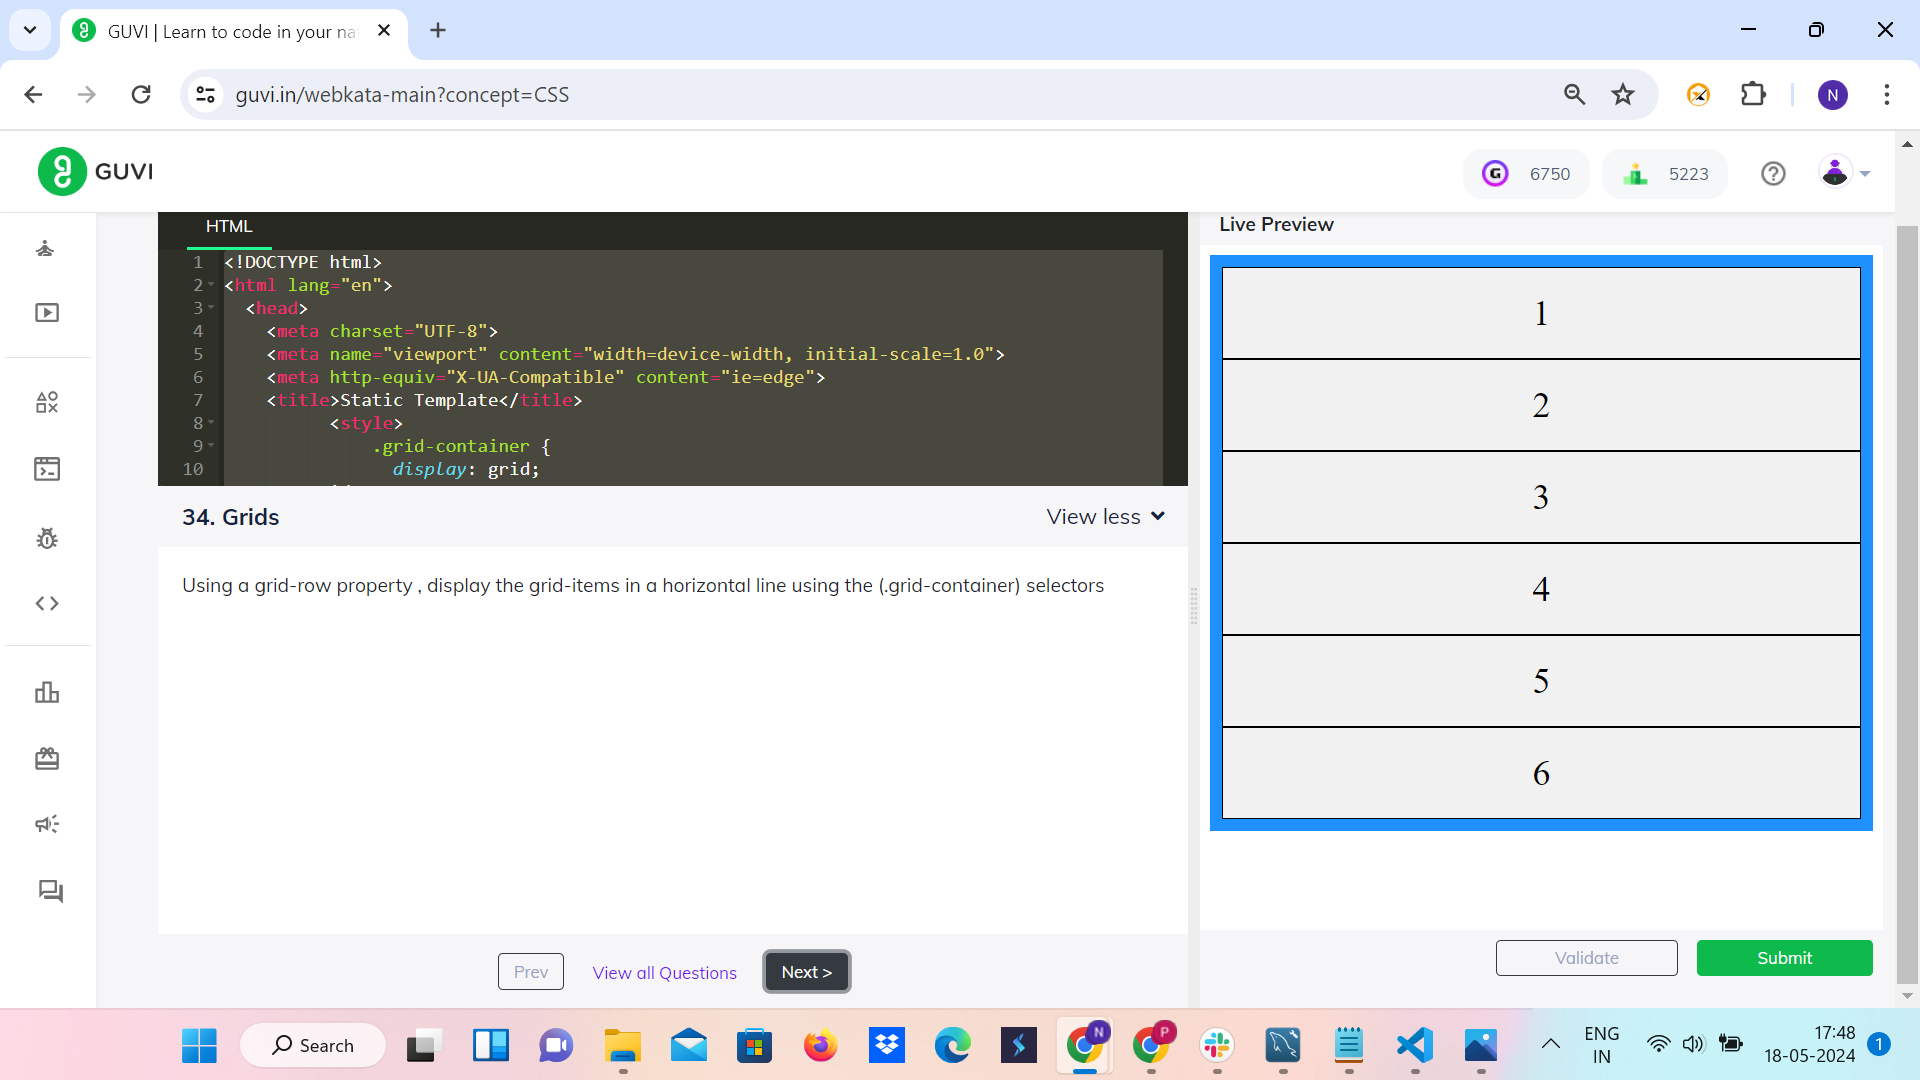 GUVI | Learn to code in your na
guvi.in/webkata-main?concept=CSS
N
GUVI
G
6750
5223
HTML
Live Preview
1 <!DOCTYPE html>
2 <html lang="en">
3 <head>
4 <meta charset="UTF-8">
5 <meta name="viewport" content="width=device-width, initial-scale=1.0">
6 <meta http-equiv="X-UA-Compatible" content="ie=edge">
7 <title>Static Template</title>
8 <style>
9 .grid-container {
10 display: grid;
34. Grids
View less
Using a grid-row property , display the grid-items in a horizontal line using the (.grid-container) selectors
1
2
3
4
5
6
Prev
View all Questions
Next >
Validate
Submit
Search
N
P
ENG
IN
17:48
18-05-2024
1